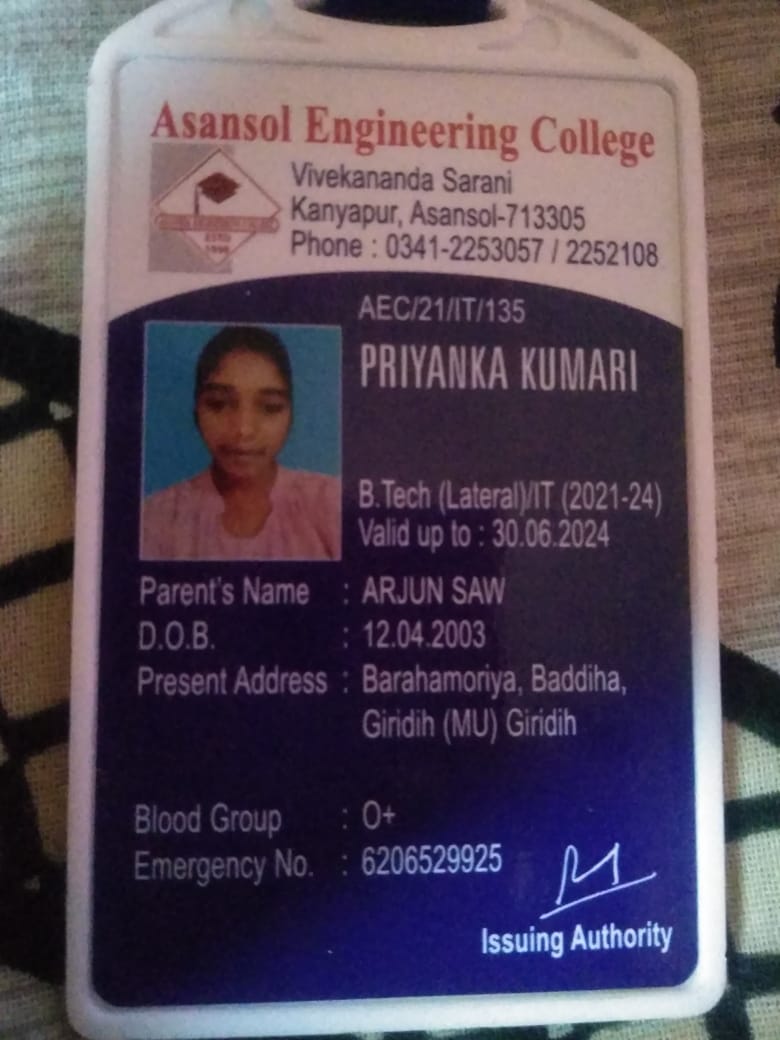 Asansol Engineering College
Vivekananda Sarani
Kanyapur, Asansol-713305
Phone : 0341-2253057 / 2252108
ESTD
1998
AEC/21/IT/135
PRIYANKA KUMARI
B.Tech (Lateral)/IT (2021-24)
Valid up to : 30.06.2024
Parent's Name : ARJUN SAW
D.O.B. : 12.04.2003
Present Address : Barahamoriya, Baddiha,
Giridih (MU) Giridih
Blood Group : O+
Emergency No. : 6206529925
Issuing Authority